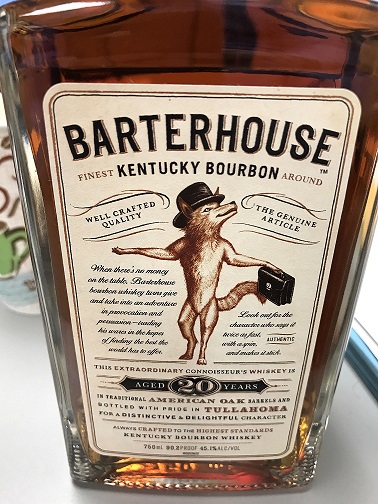 BARTERHOUSE™
FINEST KENTUCKY BOURBON AROUND
WELL CRAFTED
QUALITY
THE GENUINE
ARTICLE
When there's no money
on the table, Barterhouse
bourbon whiskey turns give
and take into an adventure
in provocation and
persuasion—trading
his wares in the hopes
of finding the best the
world has to offer.
Look out for the
character who says it
twice as fast,
with a spin,
and makes it stick.
AUTHENTIC
THIS EXTRAORDINARY CONNOISSEUR'S WHISKEY IS
AGED 20 YEARS
IN TRADITIONAL AMERICAN OAK BARRELS AND
BOTTLED WITH PRIDE IN TULLAHOMA
FOR A DISTINCTIVE & DELIGHTFUL CHARACTER
ALWAYS CRAFTED TO THE HIGHEST STANDARDS
KENTUCKY BOURBON WHISKEY
750ml 90.2PROOF 45.1%ALC/VOL